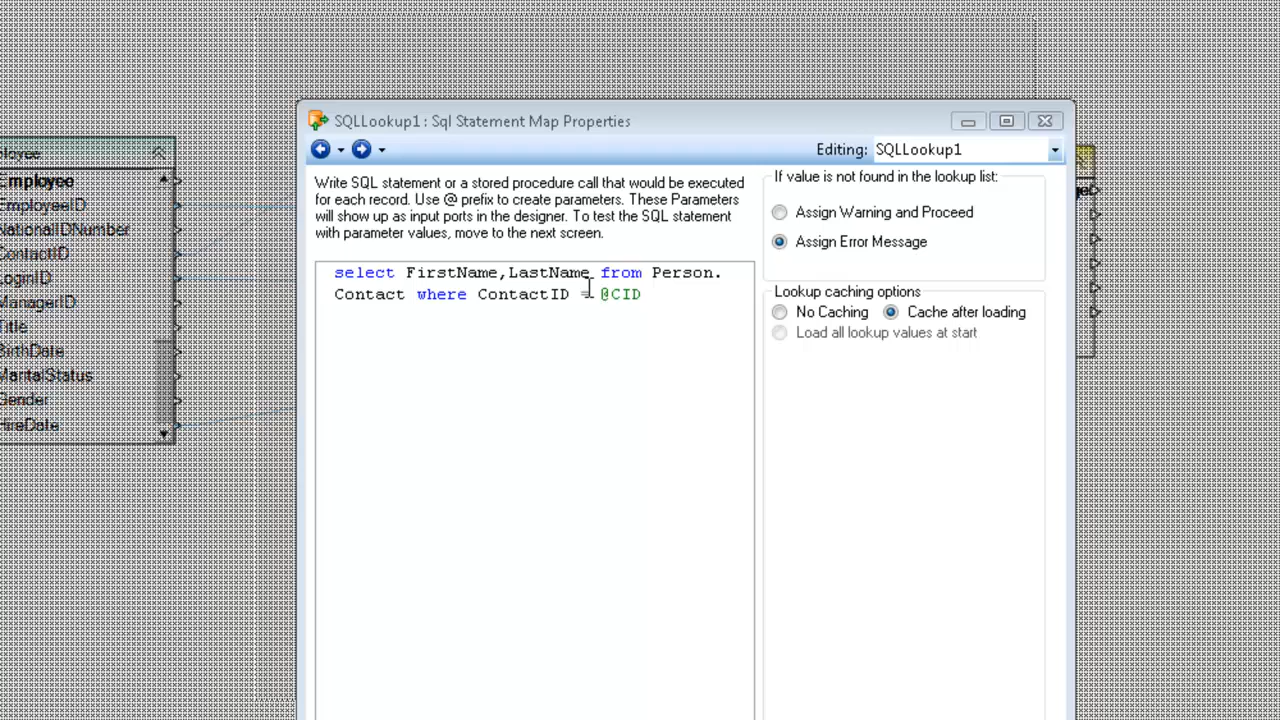 SQLLookup1 : Sql Statement Map Properties
Editing: SQLLookup1
Write SQL statement or a stored procedure call that would be executed
for each record. Use @ prefix to create parameters. These Parameters
will show up as input ports in the designer. To test the SQL statement
with parameter values, move to the next screen.
select FirstName,LastName from Person.
Contact where ContactID = @CID
If value is not found in the lookup list:
Assign Warning and Proceed
Assign Error Message
Lookup caching options
No Caching
Cache after loading
Load all lookup values at start
ployee
Employee
EmployeeID
NationalIDNumber
ContactID
LoginID
ManagerID
Title
BirthDate
MaritalStatus
Gender
HireDate